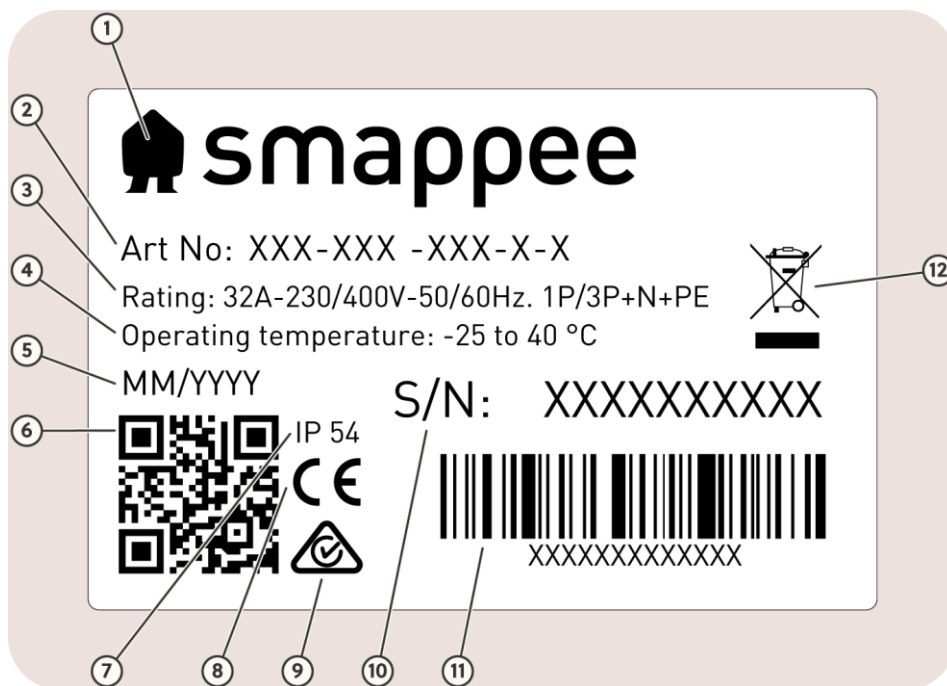 1
2
smappee
3
Art No: XXX-XXX -XXX-X-X
4
Rating: 32A-230/400V-50/60Hz. 1P/3P+N+PE
12
Operating temperature: -25 to 40 °C
5
MM/YYYY
S/N: XXXXXXXXXX
6
IP 54
CE
XXXXXXXXXXXXX
7
8
9
10
11